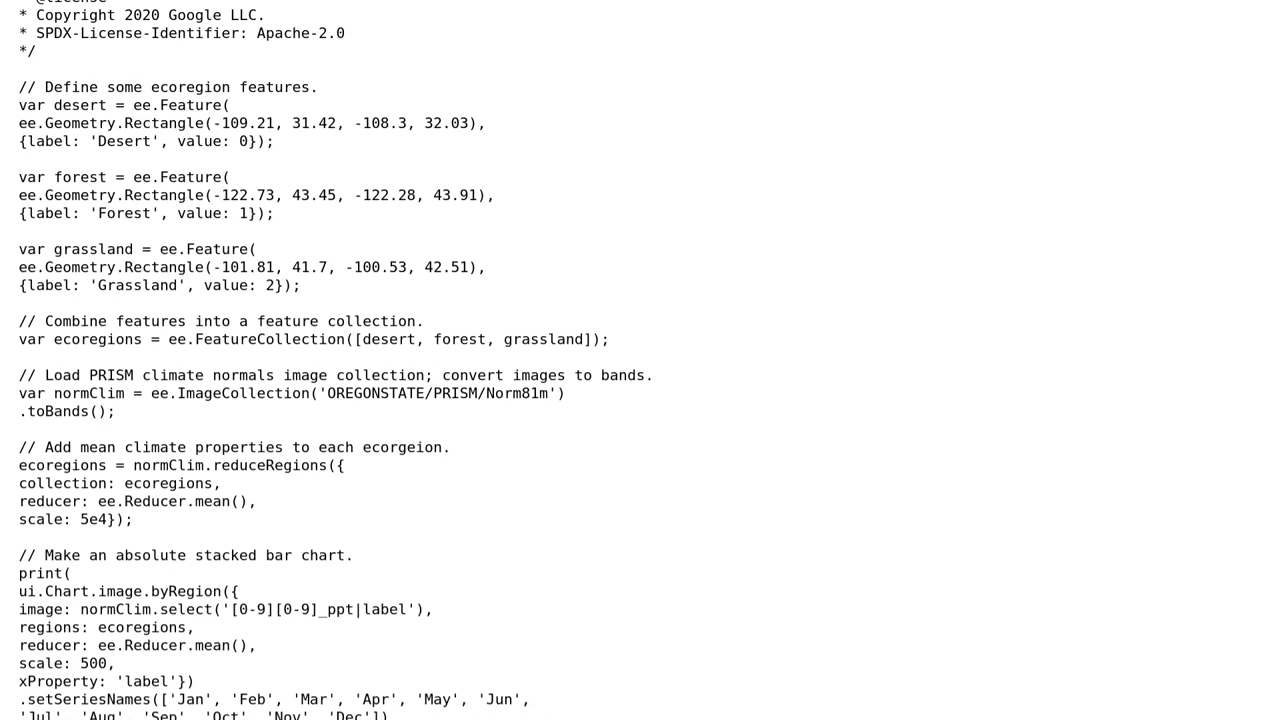 * @license
* Copyright 2020 Google LLC.
* SPDX-License-Identifier: Apache-2.0
*/
// Define some ecoregion features.
var desert = ee.Feature(
ee.Geometry.Rectangle(-109.21, 31.42, -108.3, 32.03),
{label: 'Desert', value: 0});
var forest = ee.Feature(
ee.Geometry.Rectangle(-122.73, 43.45, -122.28, 43.91),
{label: 'Forest', value: 1});
var grassland = ee.Feature(
ee.Geometry.Rectangle(-101.81, 41.7, -100.53, 42.51),
{label: 'Grassland', value: 2});
// Combine features into a feature collection.
var ecoregions = ee.FeatureCollection([desert, forest, grassland]);
// Load PRISM climate normals image collection; convert images to bands.
var normClim = ee.ImageCollection('OREGONSTATE/PRISM/Norm81m')
.toBands();
// Add mean climate properties to each ecorgeion.
ecoregions = normClim.reduceRegions({
collection: ecoregions,
reducer: ee.Reducer.mean(),
scale: 5e4});
// Make an absolute stacked bar chart.
print(
ui.Chart.image.byRegion({
image: normClim.select('[0-9][0-9]_ppt|label'),
regions: ecoregions,
reducer: ee.Reducer.mean(),
scale: 500,
xProperty: 'label'})
.setSeriesNames(['Jan', 'Feb', 'Mar', 'Apr', 'May', 'Jun',
'Jul', 'Aug', 'Sep', 'Oct', 'Nov', 'Dec'])